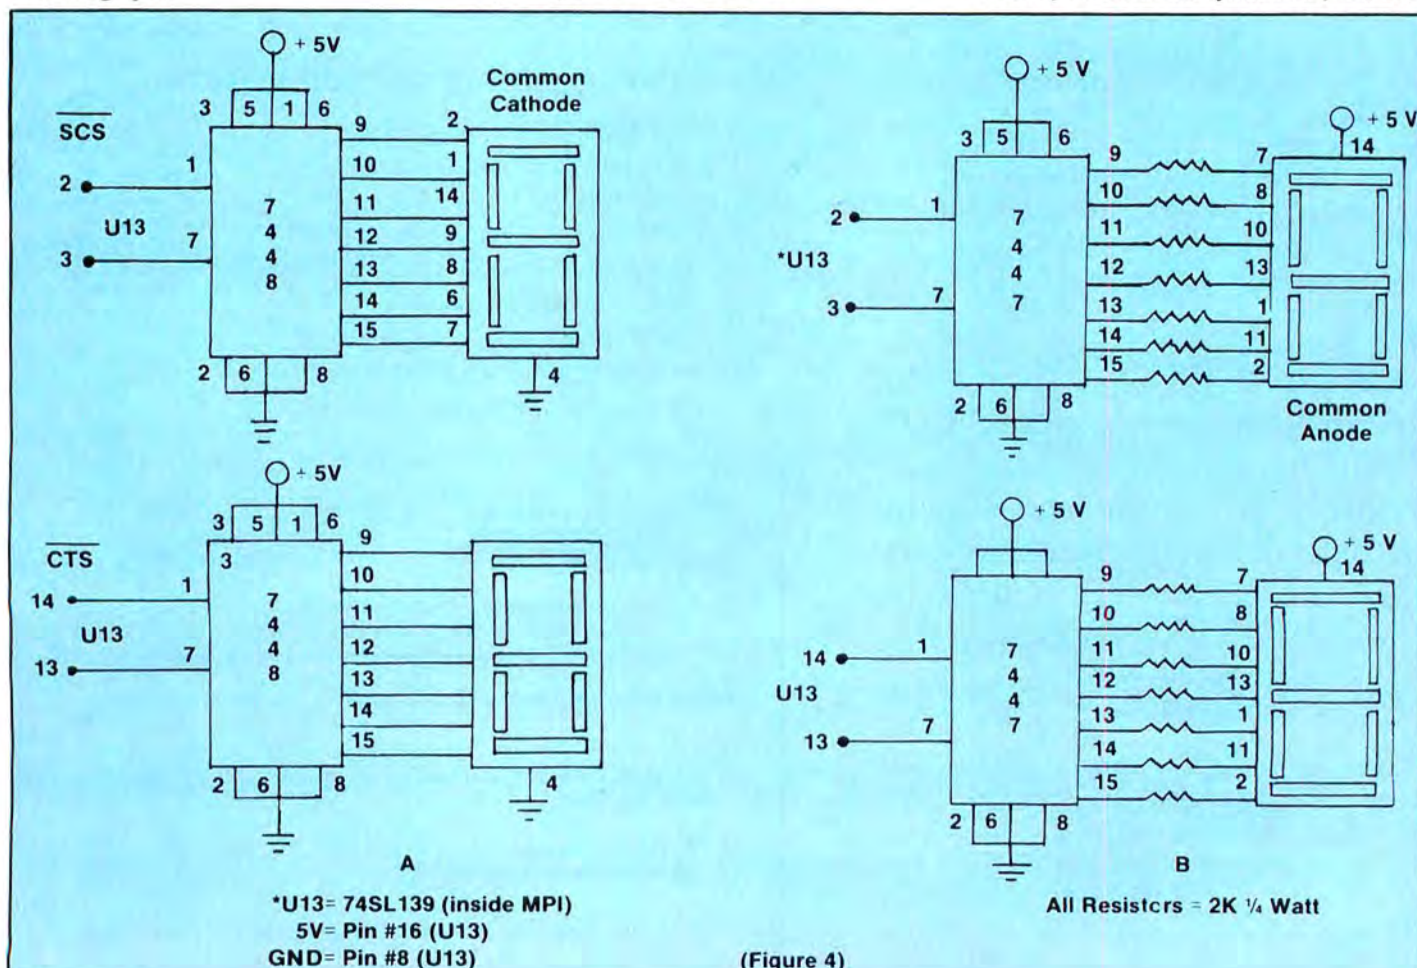 + 5V
3 5 1 6
SCS
Common
Cathode
9 2
10 1
11 14
12 9
13 8
14 6
15 7
2
1
U13
7
3
7
4
4
8
2 6 8
4
+ 5 V
3 5 6
+ 5 V
14
9 7
10 8
11 10
12 13
13 1
14 11
15 2
2
1
*U13
7
3
7
4
4
7
2 6 8
Common
Anode
+ 5V
3 5 1 6
CTS
3
9
10
11
12
13
14
15
14
1
U13
7
13
7
4
4
8
2 6 8
4
+ 5 V
+ 5 V
14
9 7
10 8
11 10
12 13
13 1
14 11
15 2
14
1
U13
7
13
7
4
4
7
2 6 8
A
B
*U13= 74SL139 (inside MPI)
5V= Pin #16 (U13)
GND= Pin #8 (U13)
All Resistors = 2K ¼ Watt
(Figure 4)